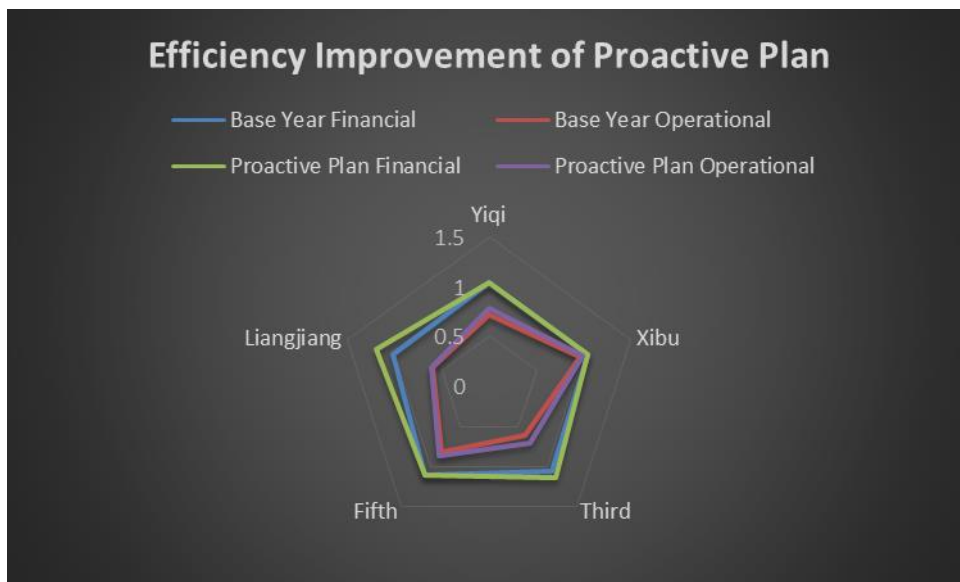 Efficiency Improvement of Proactive Plan
Base Year Financial
Base Year Operational
Proactive Plan Financial
Proactive Plan Operational
Yiqi
1.5
1
0.5
0
Liangjiang
Xibu
Fifth
Third